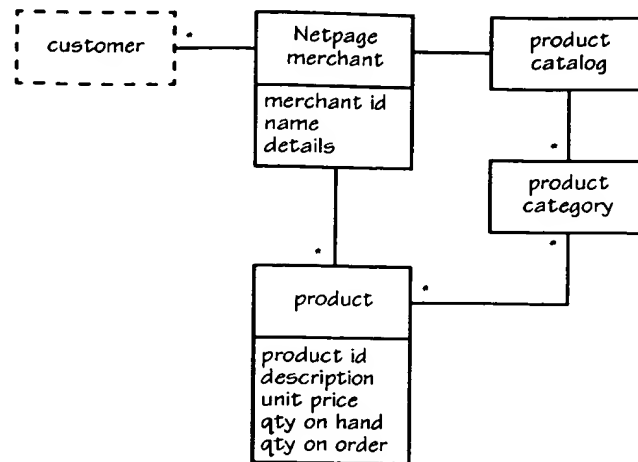 customer
*
Netpage
merchant
merchant id
name
details
product
catalog
*
product
category
*
*
product
*
product id
description
unit price
qty on hand
qty on order